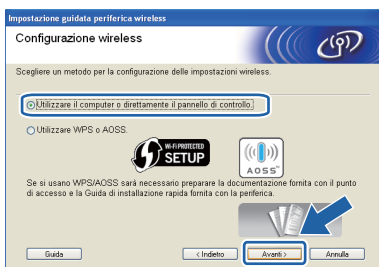 Impostazione guidata periferica wireless
Configurazione wireless
Scegliere un metodo per la configurazione delle impostazioni wireless.
Utilizzare il computer o direttamente il pannello di controllo.
Utilizzare WPS o AOSS.
WI-FI PROTECTED
SETUP
AOSS
Se si usano WPS/AOSS sarà necessario preparare la documentazione fornita con il punto
di accesso e la Guida di installazione rapida fornita con la periferica.
Guida
< Indietro
Avanti >
Annulla